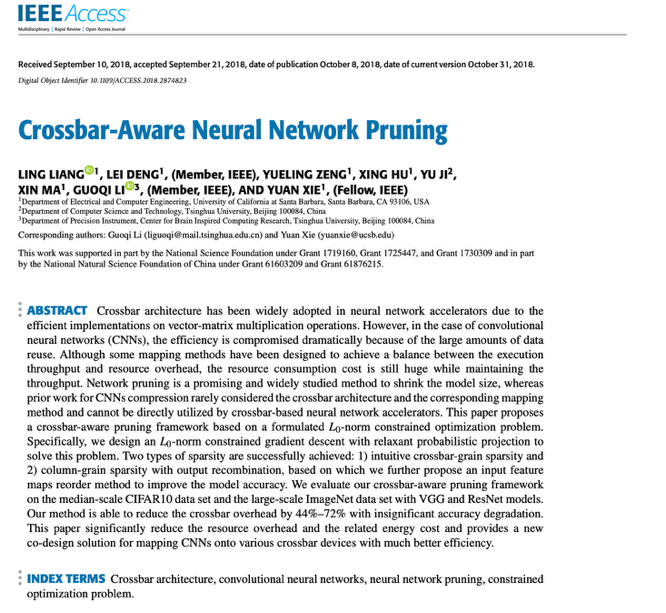 IEEE Access
Multidisciplinary | Rapid Review | Open Access Journal
Received September 10, 2018, accepted September 21, 2018, date of publication October 8, 2018, date of current version October 31, 2018.
Digital Object Identifier 10.1109/ACCESS.2018.2874823
Crossbar-Aware Neural Network Pruning
LING LIANG iD 1, LEI DENG1, (Member, IEEE), YUELING ZENG1, XING HU1, YU JI2,
XIN MA1, GUOQI LI iD 3, (Member, IEEE), AND YUAN XIE1, (Fellow, IEEE)
1Department of Electrical and Computer Engineering, University of California at Santa Barbara, Santa Barbara, CA 93106, USA
2Department of Computer Science and Technology, Tsinghua University, Beijing 100084, China
3Department of Precision Instrument, Center for Brain Inspired Computing Research, Tsinghua University, Beijing 100084, China
Corresponding authors: Guoqi Li (liguoqi@mail.tsinghua.edu.cn) and Yuan Xie (yuanxie@ucsb.edu)
This work was supported in part by the National Science Foundation under Grant 1719160, Grant 1725447, and Grant 1730309 and in part
by the National Natural Science Foundation of China under Grant 61603209 and Grant 61876215.
ABSTRACT Crossbar architecture has been widely adopted in neural network accelerators due to the
efficient implementations on vector-matrix multiplication operations. However, in the case of convolutional
neural networks (CNNs), the efficiency is compromised dramatically because of the large amounts of data
reuse. Although some mapping methods have been designed to achieve a balance between the execution
throughput and resource overhead, the resource consumption cost is still huge while maintaining the
throughput. Network pruning is a promising and widely studied method to shrink the model size, whereas
prior work for CNNs compression rarely considered the crossbar architecture and the corresponding mapping
method and cannot be directly utilized by crossbar-based neural network accelerators. This paper proposes
a crossbar-aware pruning framework based on a formulated L0-norm constrained optimization problem.
Specifically, we design an L0-norm constrained gradient descent with relaxant probabilistic projection to
solve this problem. Two types of sparsity are successfully achieved: 1) intuitive crossbar-grain sparsity and
2) column-grain sparsity with output recombination, based on which we further propose an input feature
maps reorder method to improve the model accuracy. We evaluate our crossbar-aware pruning framework
on the median-scale CIFAR10 data set and the large-scale ImageNet data set with VGG and ResNet models.
Our method is able to reduce the crossbar overhead by 44%–72% with insignificant accuracy degradation.
This paper significantly reduce the resource overhead and the related energy cost and provides a new
co-design solution for mapping CNNs onto various crossbar devices with much better efficiency.
INDEX TERMS Crossbar architecture, convolutional neural networks, neural network pruning, constrained
optimization problem.